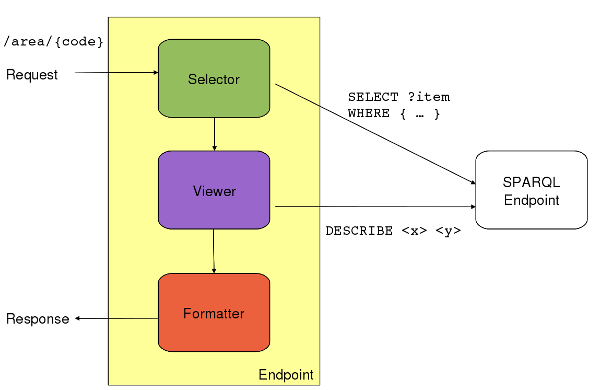 /area/{code}
Request
Selector
SELECT ?item
WHERE { … }
Viewer
SPARQL
Endpoint
DESCRIBE <x> <y>
Formatter
Response
Endpoint